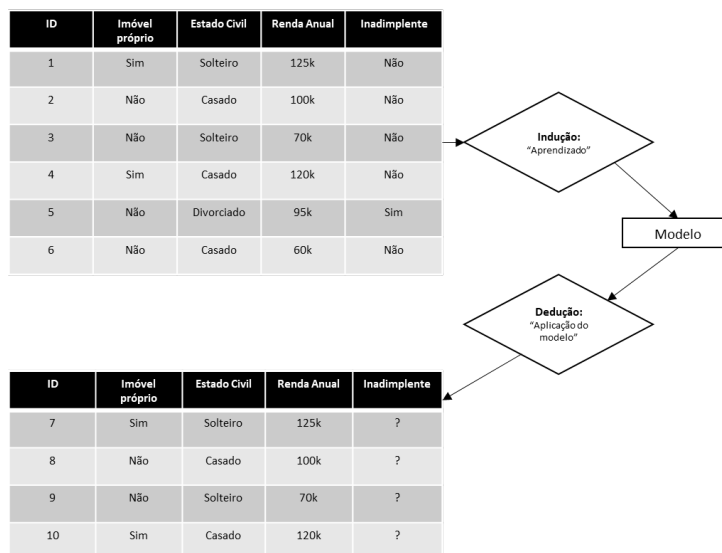 ID Imóvel próprio Estado Civil Renda Anual Inadimplente
1 Sim Solteiro 125k Não
2 Não Casado 100k Não
3 Não Solteiro 70k Não
4 Sim Casado 120k Não
5 Não Divorciado 95k Sim
6 Não Casado 60k Não
Indução:
“Aprendizado”
Modelo
Dedução:
“Aplicação do
modelo”
ID Imóvel próprio Estado Civil Renda Anual Inadimplente
7 Sim Solteiro 125k ?
8 Não Casado 100k ?
9 Não Solteiro 70k ?
10 Sim Casado 120k ?